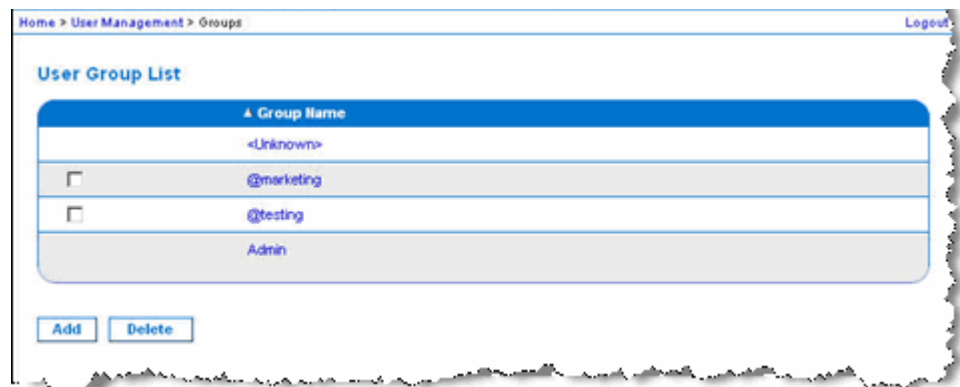 Home > User Management > Groups Logout
User Group List
▲ Group Name
<Unknown>
@marketing
@testing
Admin
Add Delete